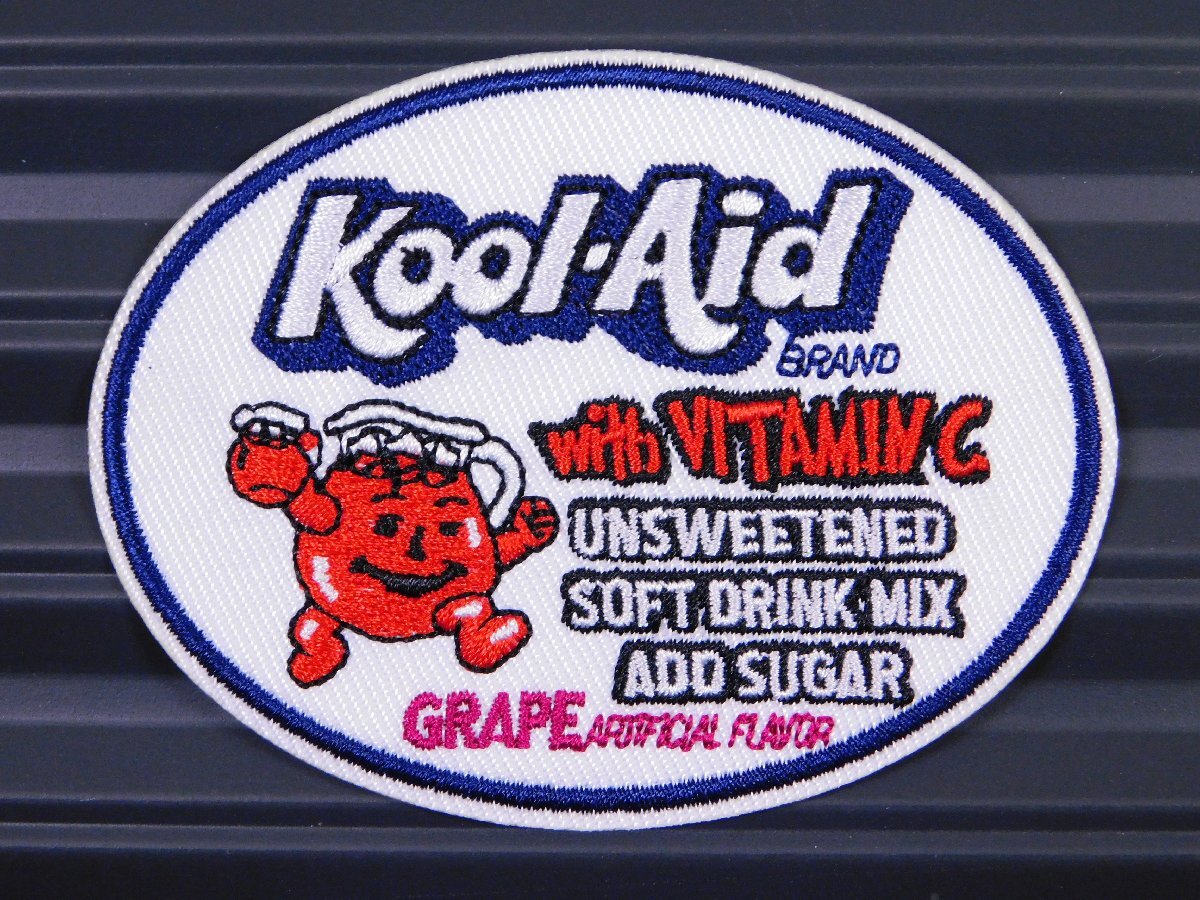 Kool-Aid
BRAND
with VITAMIN C
UNSWEETENED
SOFT DRINK MIX
ADD SUGAR
GRAPE ARTIFICIAL FLAVOR